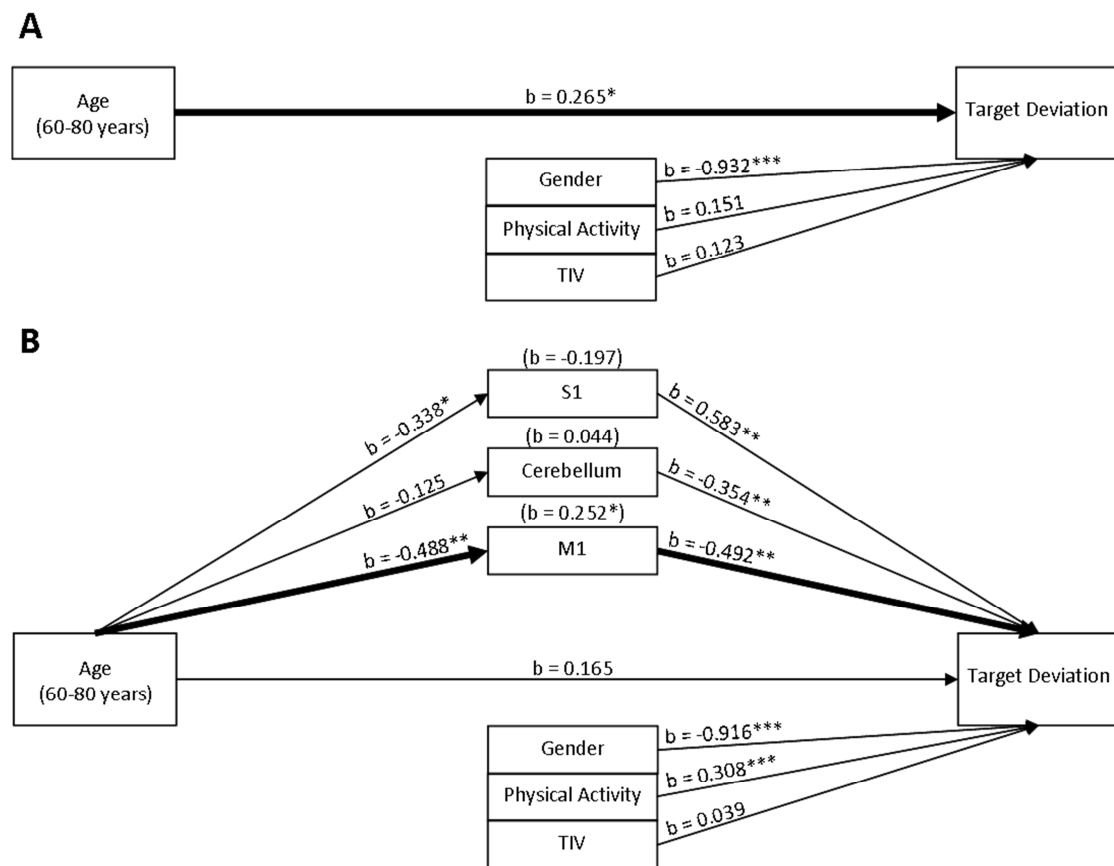 A
Age
(60-80 years)
b = 0.265*
Target Deviation
Gender
b = -0.932***
Physical Activity
b = 0.151
TIV
b = 0.123
B
(b = -0.197)
S1
b = -0.338*
b = 0.583**
(b = 0.044)
Cerebellum
b = -0.125
b = -0.354**
(b = 0.252*)
M1
b = -0.488**
b = -0.492**
Age
(60-80 years)
b = 0.165
Target Deviation
Gender
b = -0.916***
Physical Activity
b = 0.308***
TIV
b = 0.039